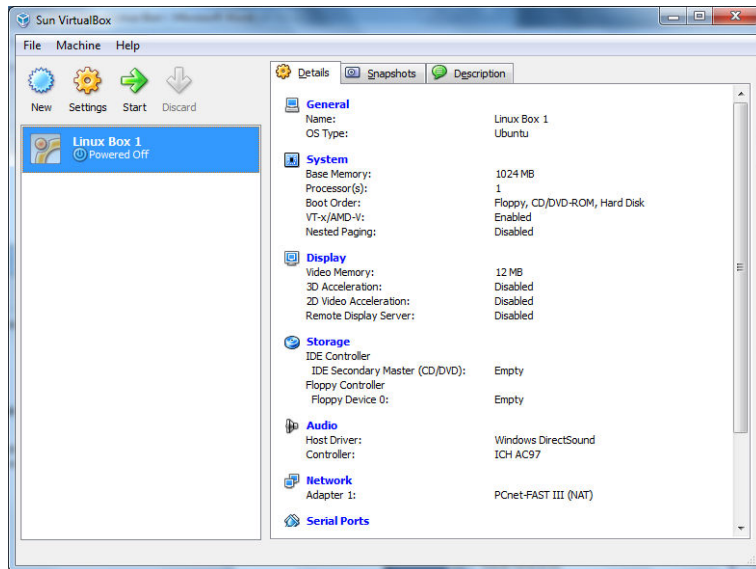 Sun VirtualBox
File Machine Help
New Settings Start Discard
Linux Box 1
Powered Off
Details Snapshots Description
General
Name: Linux Box 1
OS Type: Ubuntu
System
Base Memory: 1024 MB
Processor(s): 1
Boot Order: Floppy, CD/DVD-ROM, Hard Disk
VT-x/AMD-V: Enabled
Nested Paging: Disabled
Display
Video Memory: 12 MB
3D Acceleration: Disabled
2D Video Acceleration: Disabled
Remote Display Server: Disabled
Storage
IDE Controller
IDE Secondary Master (CD/DVD): Empty
Floppy Controller
Floppy Device 0: Empty
Audio
Host Driver: Windows DirectSound
Controller: ICH AC97
Network
Adapter 1: PCnet-FAST III (NAT)
Serial Ports